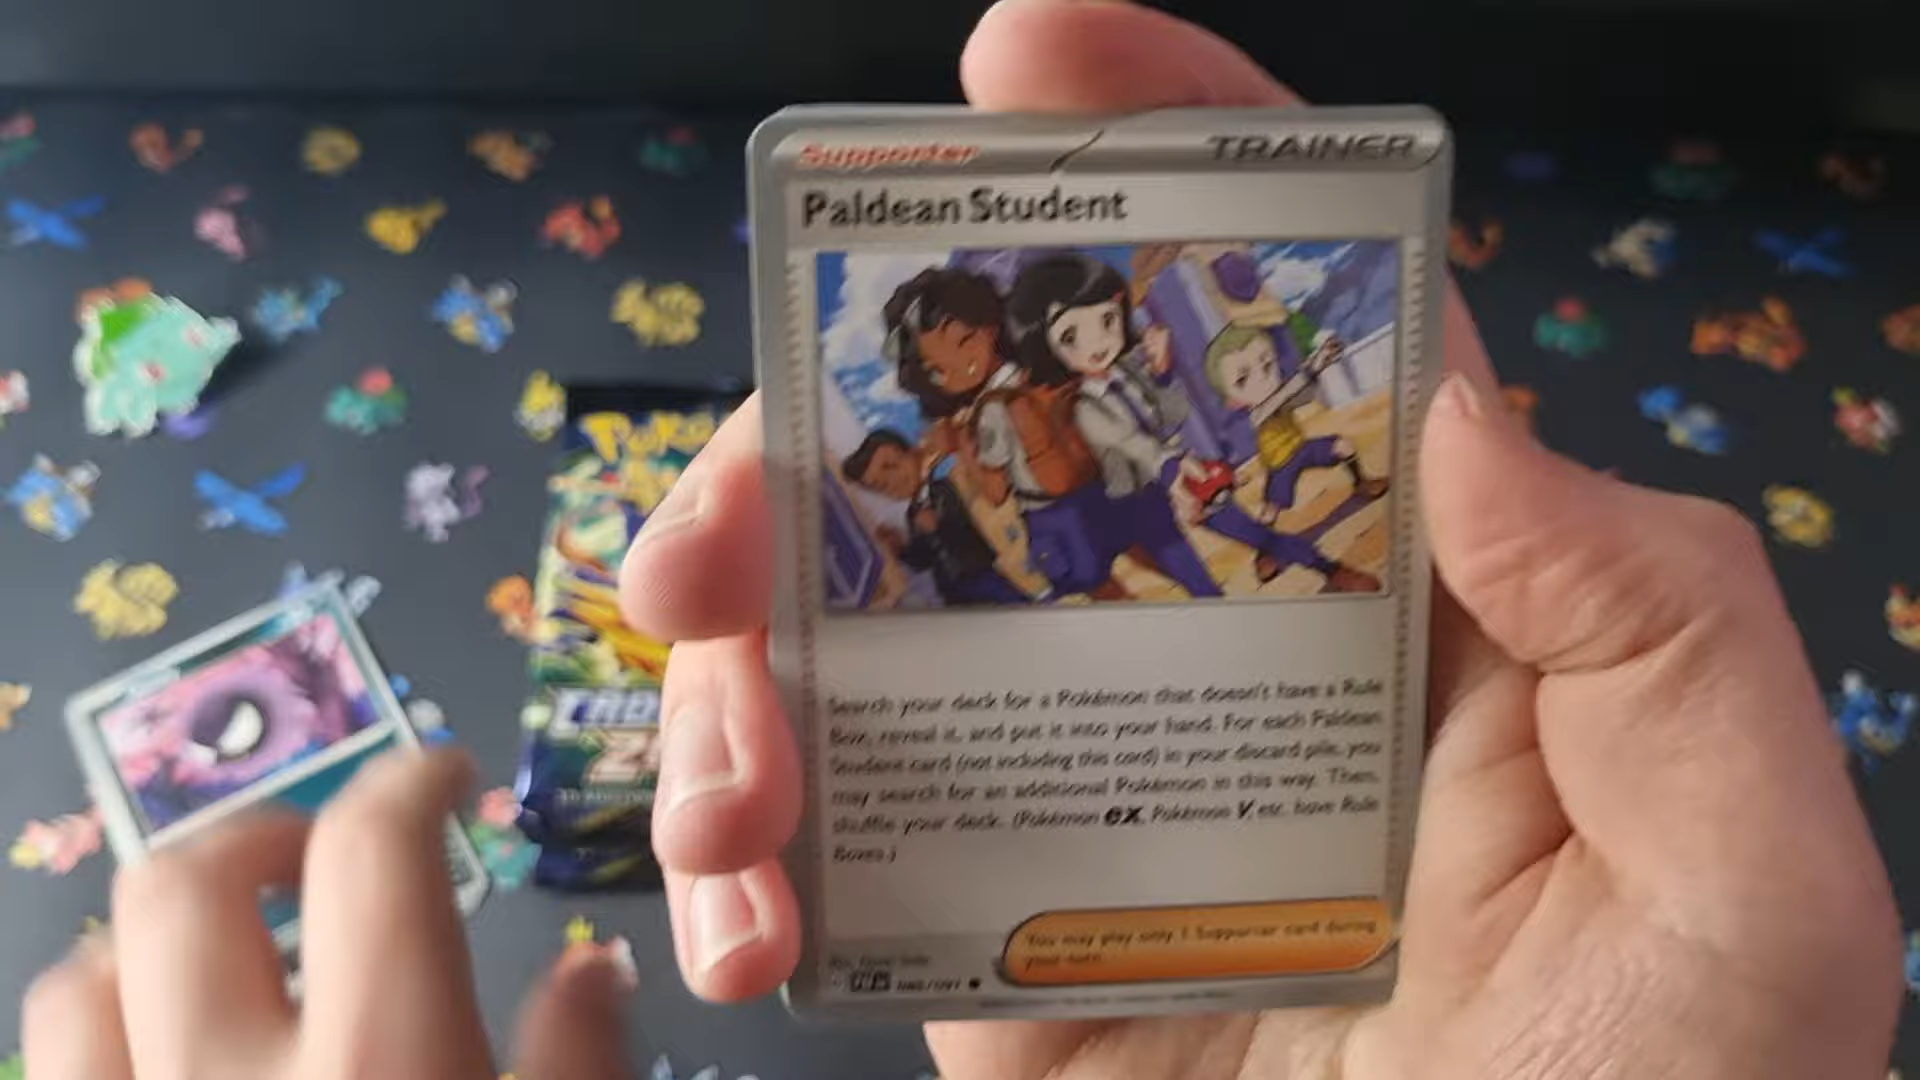 Supporter
TRAINER
Paldean Student
Search your deck for a Pokémon that doesn't have a Rule
Box, reveal it, and put it into your hand. For each Paldean
Student card (not including this card) in your discard pile, you
may search for an additional Pokémon in this way. Then,
shuffle your deck. (Pokémon ex, Pokémon V, etc. have Rule
Boxes.)
You may play only 1 Supporter card during
your turn.